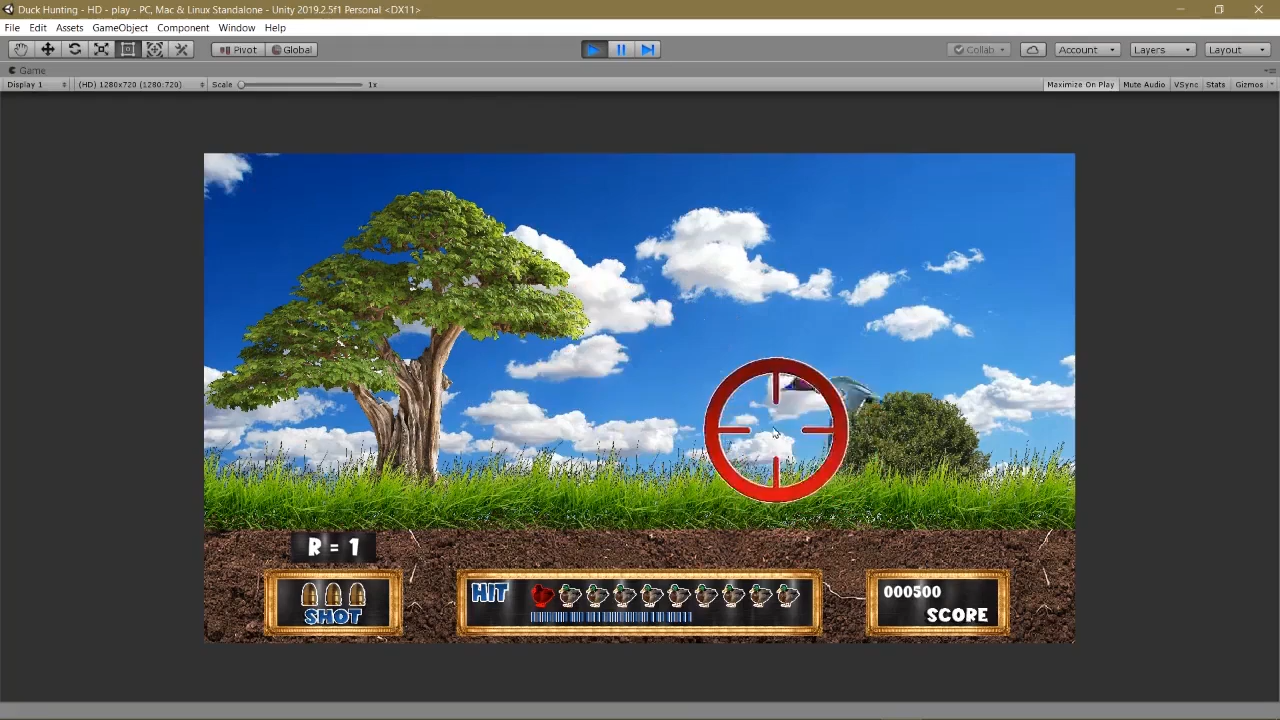 Duck Hunting - HD - play - PC, Mac & Linux Standalone - Unity 2019.2.5f1 Personal <DX11>
File Edit Assets GameObject Component Window Help
Pivot Global Collab Account Layers Layout
Game
Display 1 (HD) 1280x720 (1280:720) Scale 1x Maximize On Play Mute Audio VSync Stats Gizmos
R = 1
HIT
SHOT
000500
SCORE